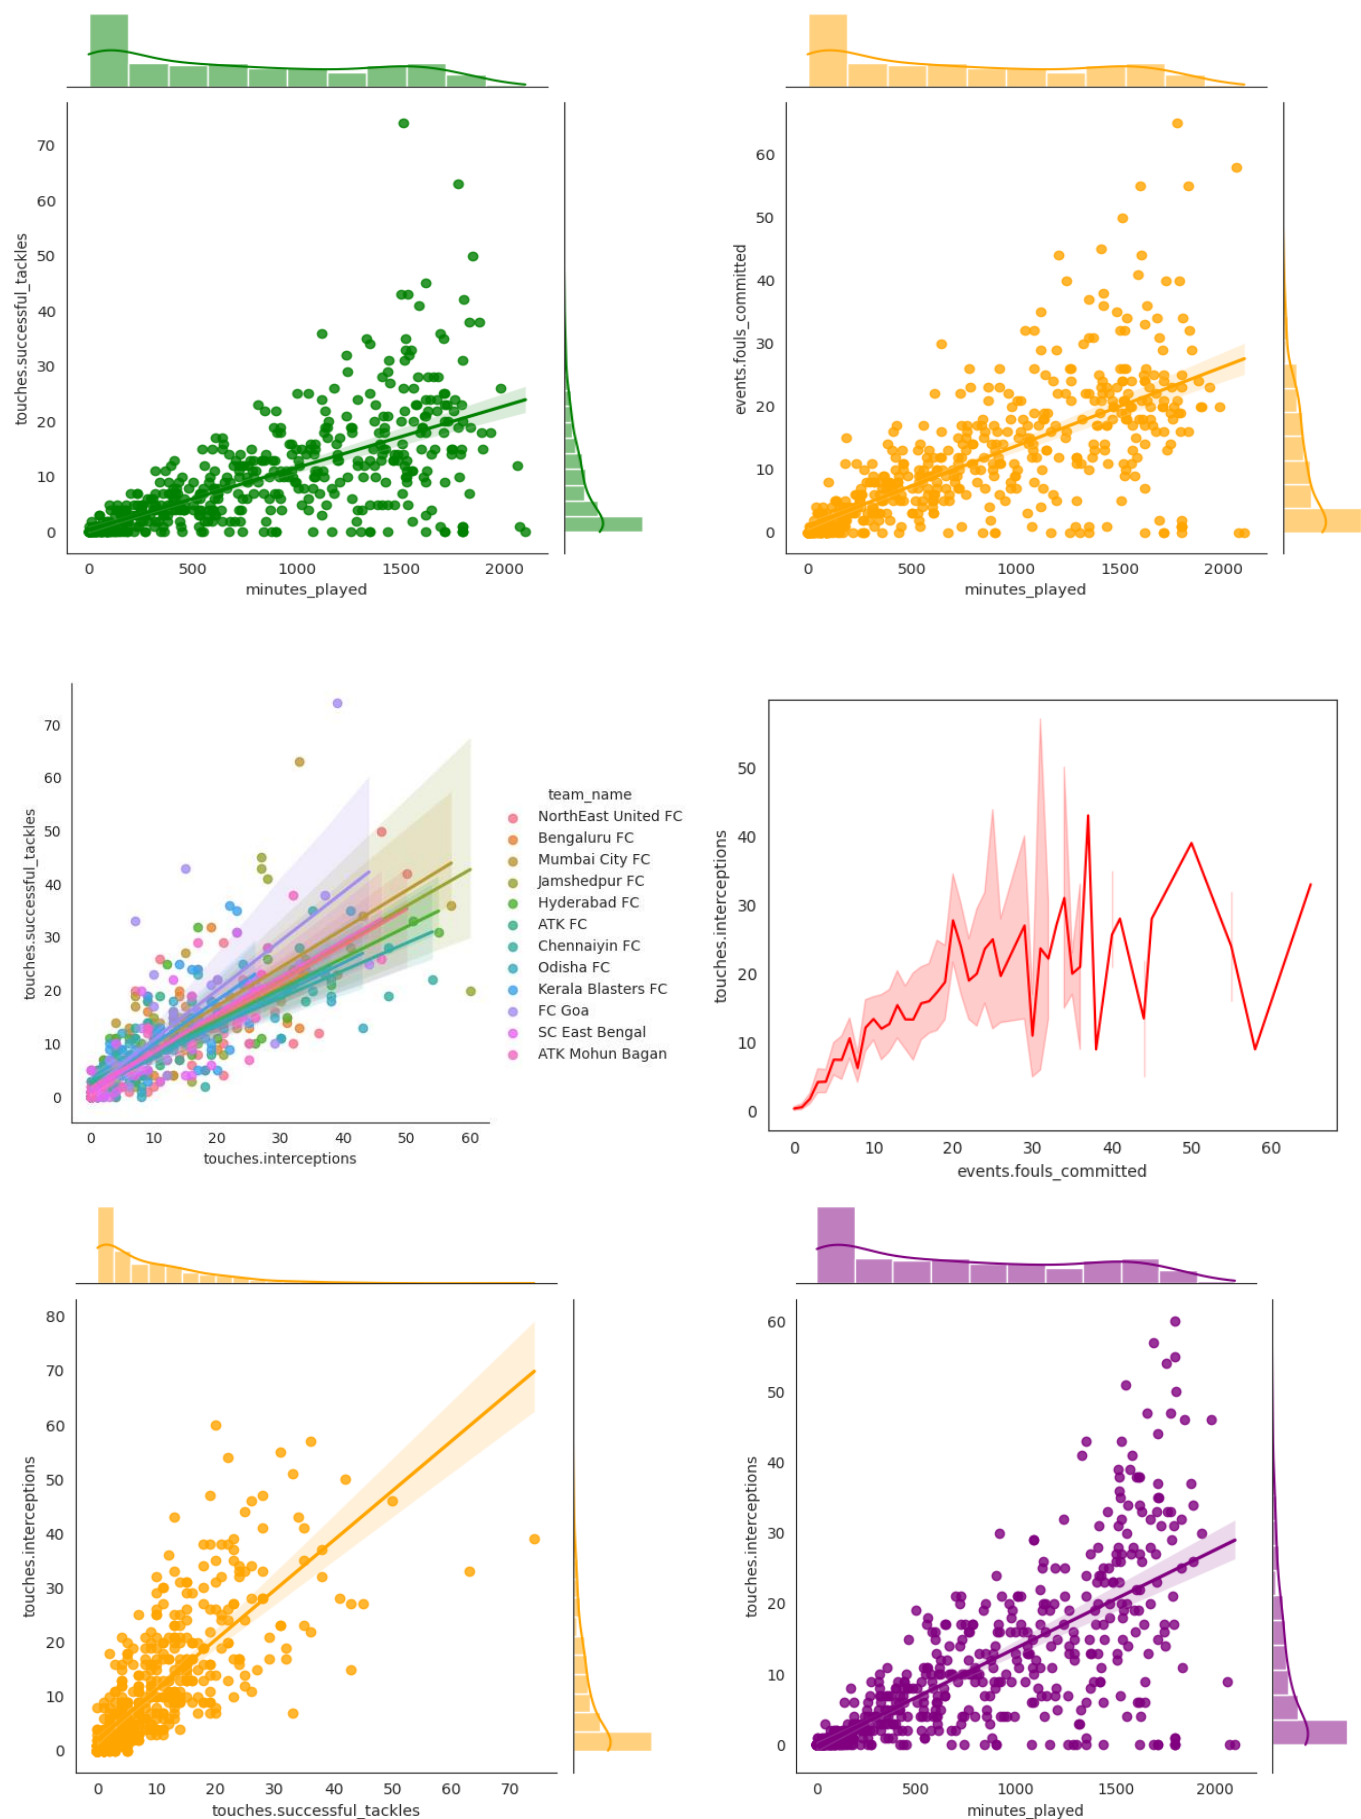 70
60
50
40
30
20
10
0
touches.successful_tackles
0 500 1000 1500 2000
minutes_played
60
50
40
30
20
10
0
events.fouls_committed
0 500 1000 1500 2000
minutes_played
70
60
50
40
30
20
10
0
touches.successful_tackles
0 10 20 30 40 50 60
touches.interceptions
team_name
NorthEast United FC
Bengaluru FC
Mumbai City FC
Jamshedpur FC
Hyderabad FC
ATK FC
Chennaiyin FC
Odisha FC
Kerala Blasters FC
FC Goa
SC East Bengal
ATK Mohun Bagan
50
40
30
20
10
0
touches.interceptions
0 10 20 30 40 50 60
events.fouls_committed
80
70
60
50
40
30
20
10
0
touches.interceptions
0 10 20 30 40 50 60 70
touches.successful_tackles
60
50
40
30
20
10
0
touches.interceptions
0 500 1000 1500 2000
minutes_played